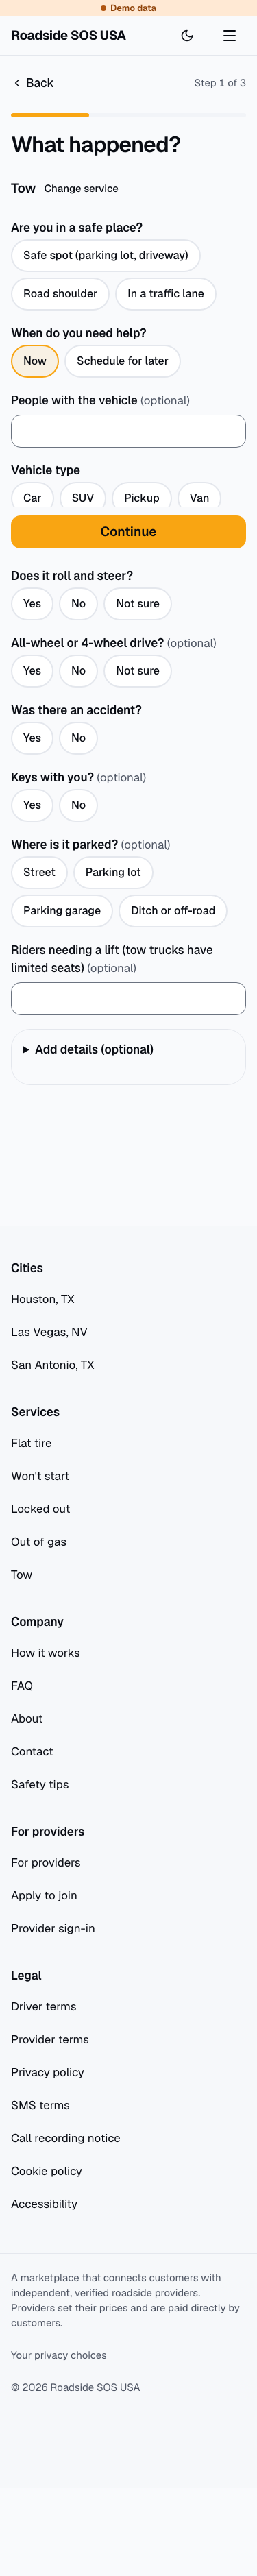 Demo data
Roadside SOS USA
Back
Step 1 of 3
What happened?
Tow Change service
Are you in a safe place?
Safe spot (parking lot, driveway)
Road shoulder
In a traffic lane
When do you need help?
Now
Schedule for later
People with the vehicle (optional)
Vehicle type
Car
SUV
Pickup
Van
Continue
Does it roll and steer?
Yes
No
Not sure
All-wheel or 4-wheel drive? (optional)
Yes
No
Not sure
Was there an accident?
Yes
No
Keys with you? (optional)
Yes
No
Where is it parked? (optional)
Street
Parking lot
Parking garage
Ditch or off-road
Riders needing a lift (tow trucks have
limited seats) (optional)
Add details (optional)
Cities
Houston, TX
Las Vegas, NV
San Antonio, TX
Services
Flat tire
Won't start
Locked out
Out of gas
Tow
Company
How it works
FAQ
About
Contact
Safety tips
For providers
For providers
Apply to join
Provider sign-in
Legal
Driver terms
Provider terms
Privacy policy
SMS terms
Call recording notice
Cookie policy
Accessibility
A marketplace that connects customers with
independent, verified roadside providers.
Providers set their prices and are paid directly by
customers.
Your privacy choices
© 2026 Roadside SOS USA